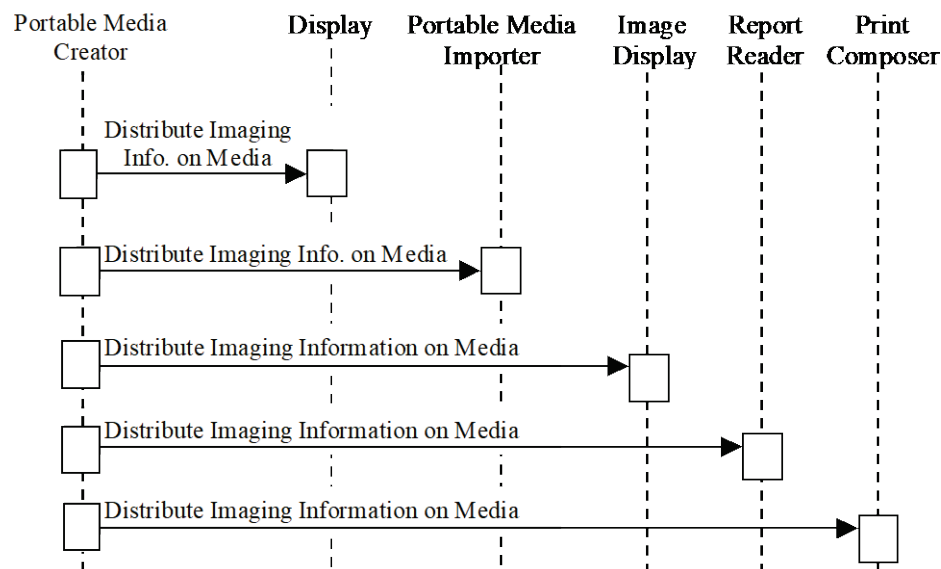 Portable Media
Creator
Display
Portable Media
Importer
Image
Display
Report
Reader
Print
Composer
Distribute Imaging
Info. on Media
Distribute Imaging Info. on Media
Distribute Imaging Information on Media
Distribute Imaging Information on Media
Distribute Imaging Information on Media